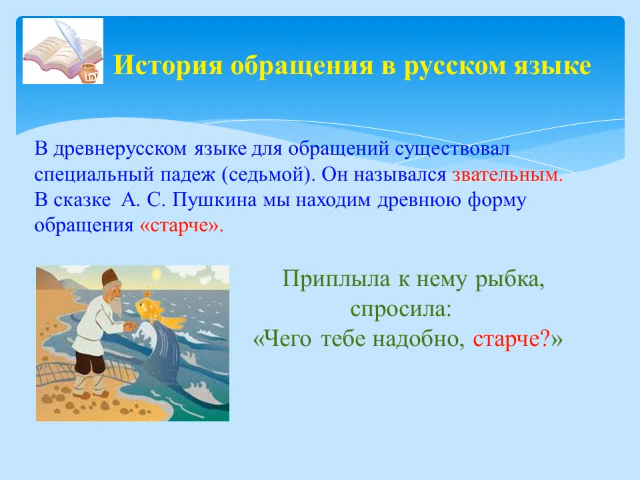 История обращения в русском языке
В древнерусском языке для обращений существовал
специальный падеж (седьмой). Он назывался звательным.
В сказке А. С. Пушкина мы находим древнюю форму
обращения «старче».
Приплыла к нему рыбка,
спросила:
«Чего тебе надобно, старче?»